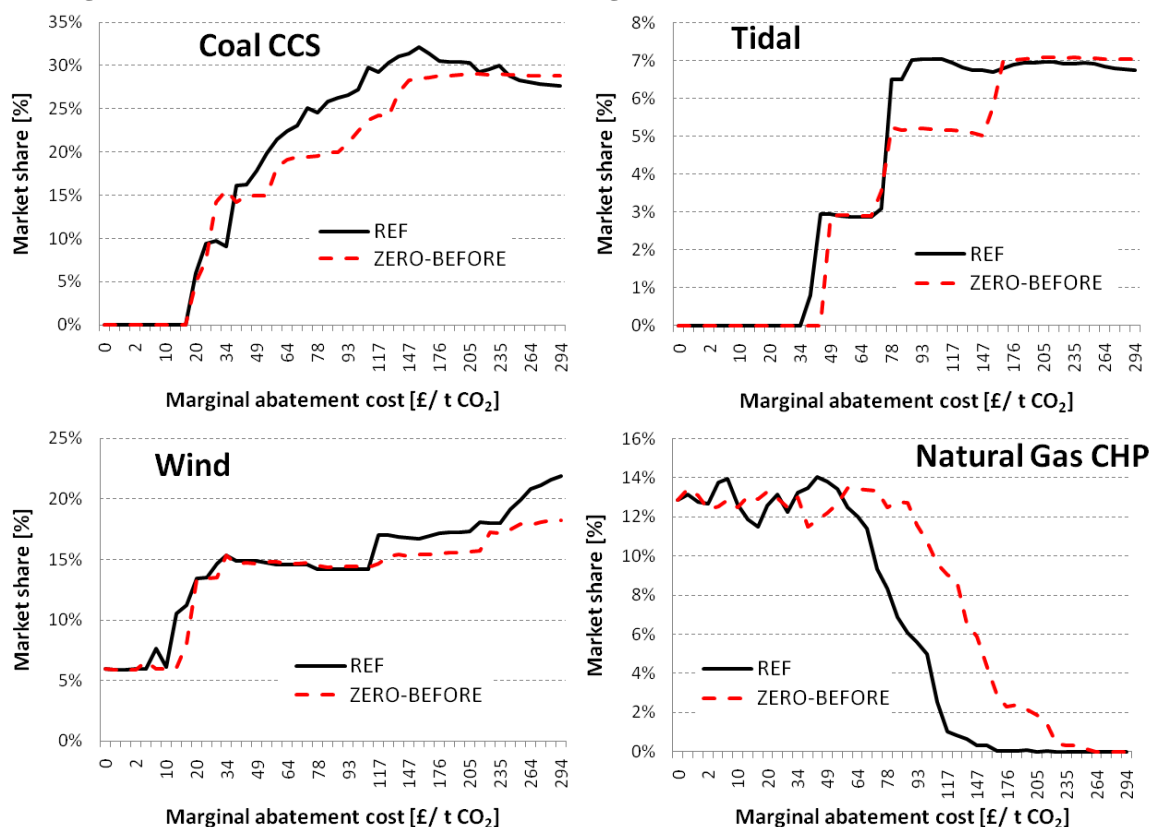 Coal CCS
35%
30%
25%
20%
15%
10%
5%
0%
Market share [%]
REF
ZERO-BEFORE
0 2 10 20 34 49 64 78 93 117 147 176 205 235 264 294
Marginal abatement cost [£/ t CO₂]
Tidal
8%
7%
6%
5%
4%
3%
2%
1%
0%
Market share [%]
REF
ZERO-BEFORE
0 2 10 20 34 49 64 78 93 117 147 176 205 235 264 294
Marginal abatement cost [£/ t CO₂]
Wind
25%
20%
15%
10%
5%
0%
Market share [%]
REF
ZERO-BEFORE
0 2 10 20 34 49 64 78 93 117 147 176 205 235 264 294
Marginal abatement cost [£/ t CO₂]
Natural Gas CHP
16%
14%
12%
10%
8%
6%
4%
2%
0%
Market share [%]
REF
ZERO-BEFORE
0 2 10 20 34 49 64 78 93 117 147 176 205 235 264 294
Marginal abatement cost [£/ t CO₂]